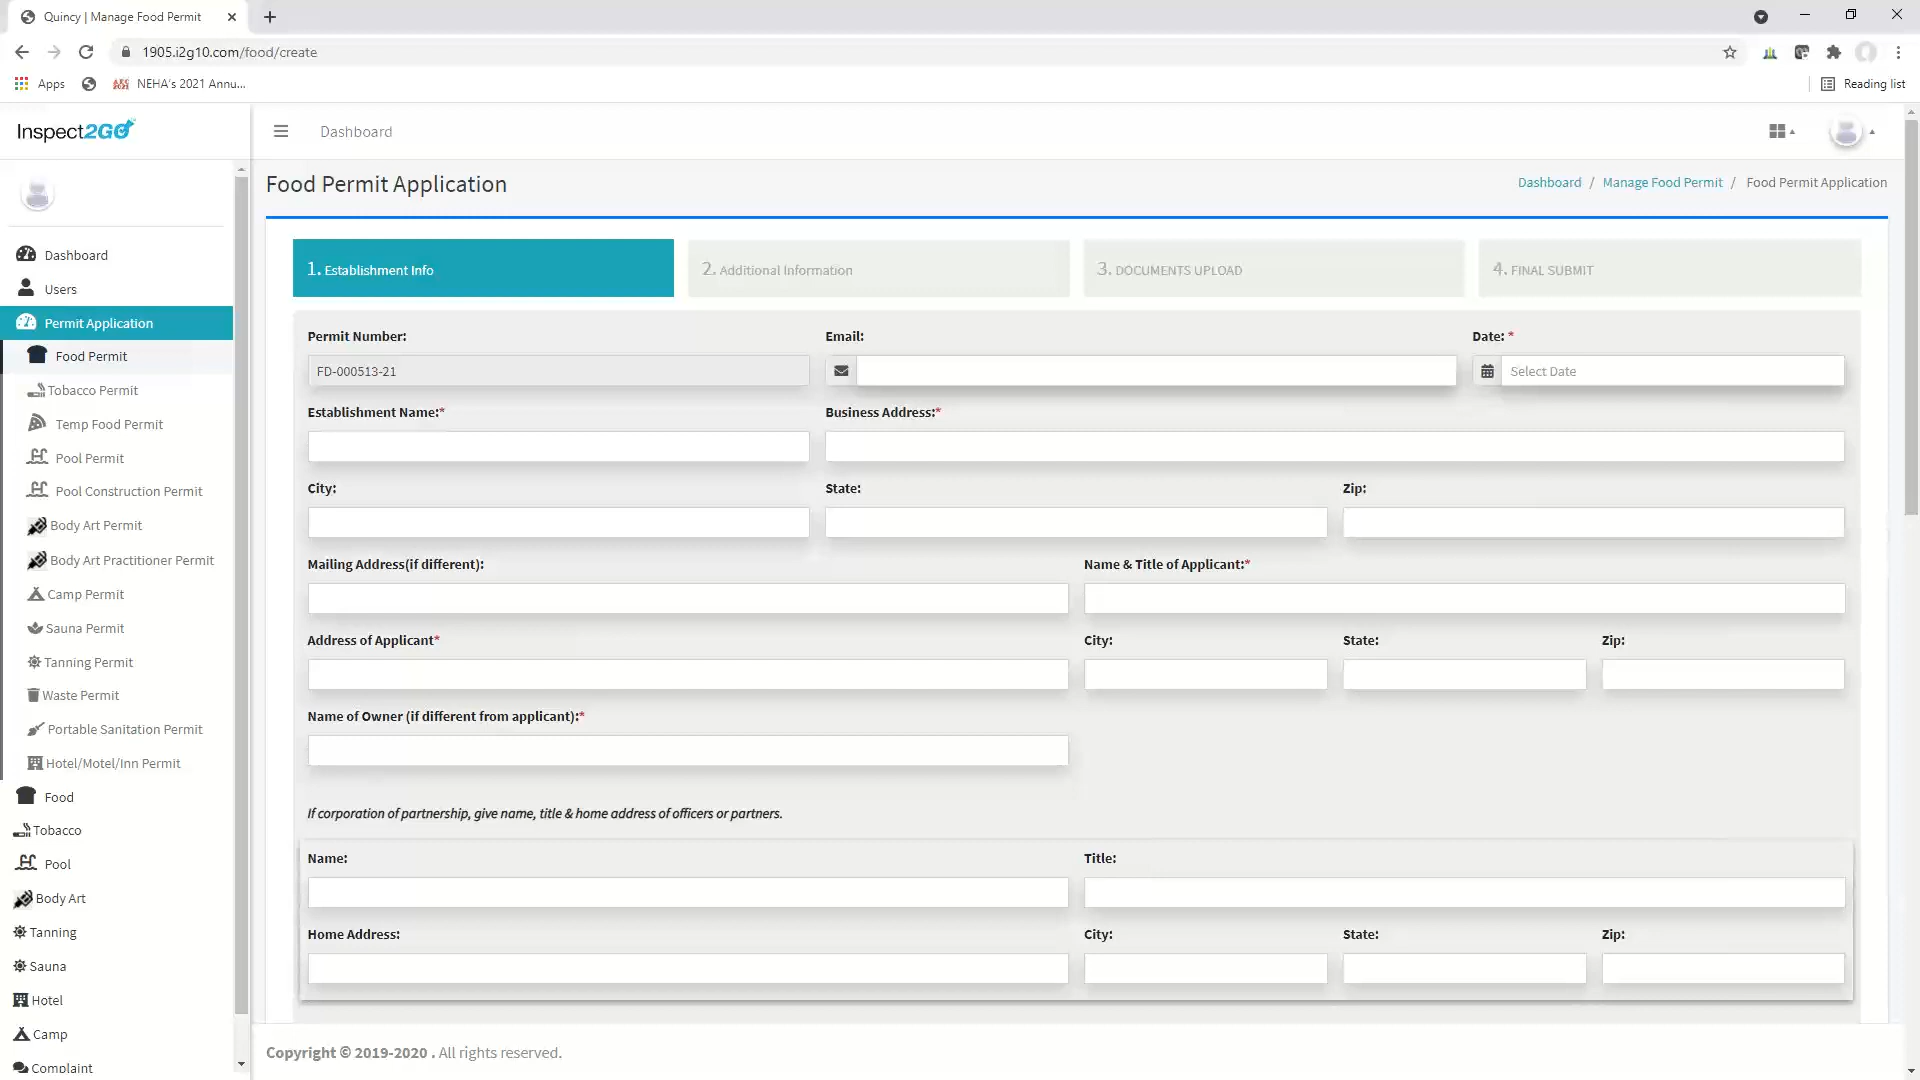 Quincy | Manage Food Permit
1905.i2g10.com/food/create
Apps
NEHA's 2021 Annu...
Reading list
Inspect2GO
Dashboard
Food Permit Application
Dashboard / Manage Food Permit / Food Permit Application
Dashboard
Users
Permit Application
Food Permit
Tobacco Permit
Temp Food Permit
Pool Permit
Pool Construction Permit
Body Art Permit
Body Art Practitioner Permit
Camp Permit
Sauna Permit
Tanning Permit
Waste Permit
Portable Sanitation Permit
Hotel/Motel/Inn Permit
Food
Tobacco
Pool
Body Art
Tanning
Sauna
Hotel
Camp
Complaint
1. Establishment Info
2. Additional Information
3. DOCUMENTS UPLOAD
4. FINAL SUBMIT
Permit Number: Email: Date: *
FD-000513-21 Select Date
Establishment Name:* Business Address:*
City: State: Zip:
Mailing Address(if different): Name & Title of Applicant:*
Address of Applicant* City: State: Zip:
Name of Owner (if different from applicant):*
If corporation of partnership, give name, title & home address of officers or partners.
Name: Title:
Home Address: City: State: Zip:
Copyright © 2019-2020 . All rights reserved.